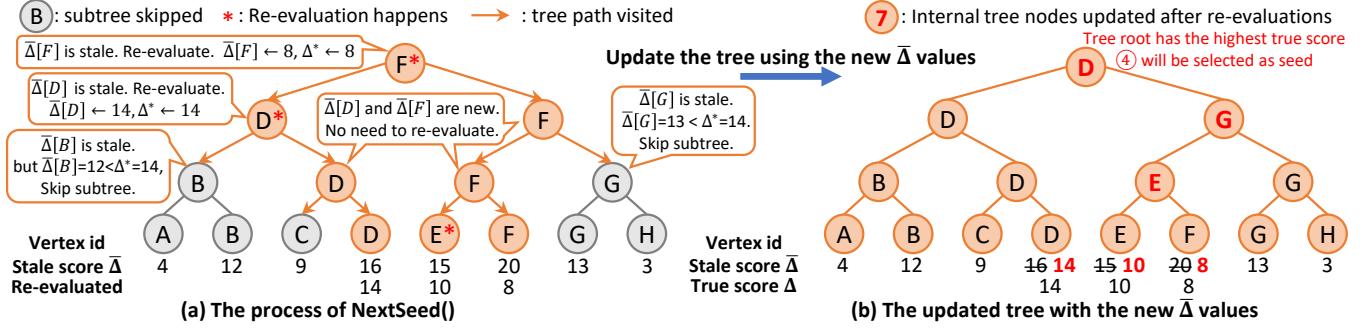 B : subtree skipped * : Re-evaluation happens → : tree path visited
7 : Internal tree nodes updated after re-evaluations
Δ̅[F] is stale. Re-evaluate. Δ̅[F] ← 8, Δ* ← 8
F*
Update the tree using the new Δ̅ values
Tree root has the highest true score
④ will be selected as seed
D
Δ̅[D] is stale. Re-evaluate.
Δ̅[D] ← 14, Δ* ← 14
D*
Δ̅[D] and Δ̅[F] are new.
No need to re-evaluate.
F
Δ̅[G] is stale.
Δ̅[G]=13 < Δ*=14.
Skip subtree.
D
G
Δ̅[B] is stale.
but Δ̅[B]=12<Δ*=14,
Skip subtree.
B D F G
B D E G
A B C D E* F G H
A B C D E F G H
Vertex id
Stale score Δ̅ 4 12 9 16 15 20 13 3
Re-evaluated 14 10 8
Vertex id
Stale score Δ̅ 4 12 9 16 14 15 10 20 8 13 3
True score Δ 14 10 8
(a) The process of NextSeed()
(b) The updated tree with the new Δ̅ values